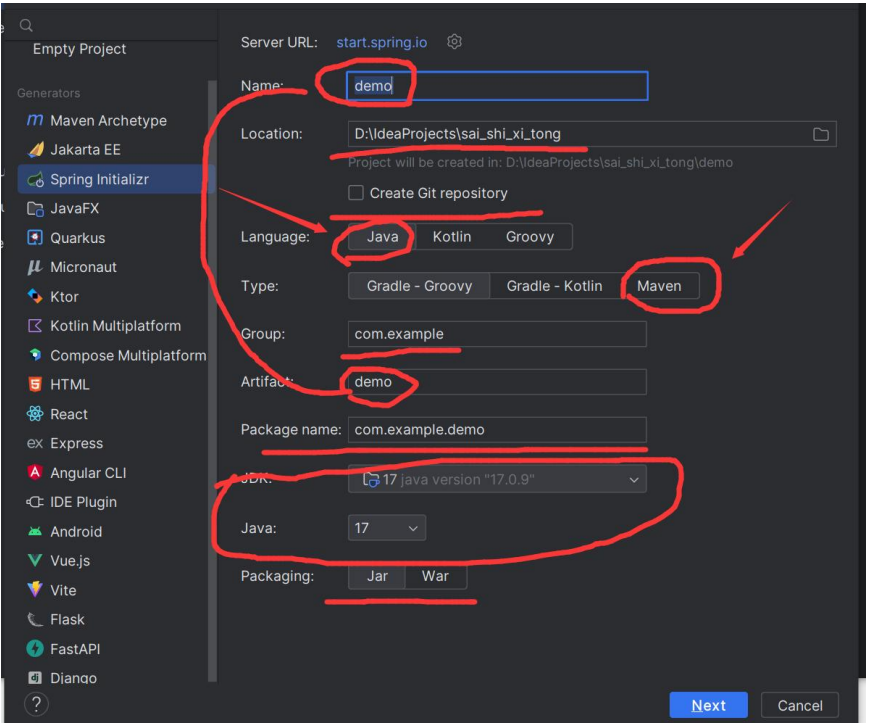 Empty Project
Generators
Maven Archetype
Jakarta EE
Spring Initializr
JavaFX
Quarkus
Micronaut
Ktor
Kotlin Multiplatform
Compose Multiplatform
HTML
React
ex Express
Angular CLI
IDE Plugin
Android
Vue.js
Vite
Flask
FastAPI
dj Django
?
Server URL: start.spring.io
Name: demo
Location: D:\IdeaProjects\sai_shi_xi_tong
Project will be created in: D:\IdeaProjects\sai_shi_xi_tong\demo
Create Git repository
Language: Java Kotlin Groovy
Type: Gradle - Groovy Gradle - Kotlin Maven
Group: com.example
Artifact: demo
Package name: com.example.demo
JDK: 17 java version "17.0.9"
Java: 17
Packaging: Jar War
Next Cancel